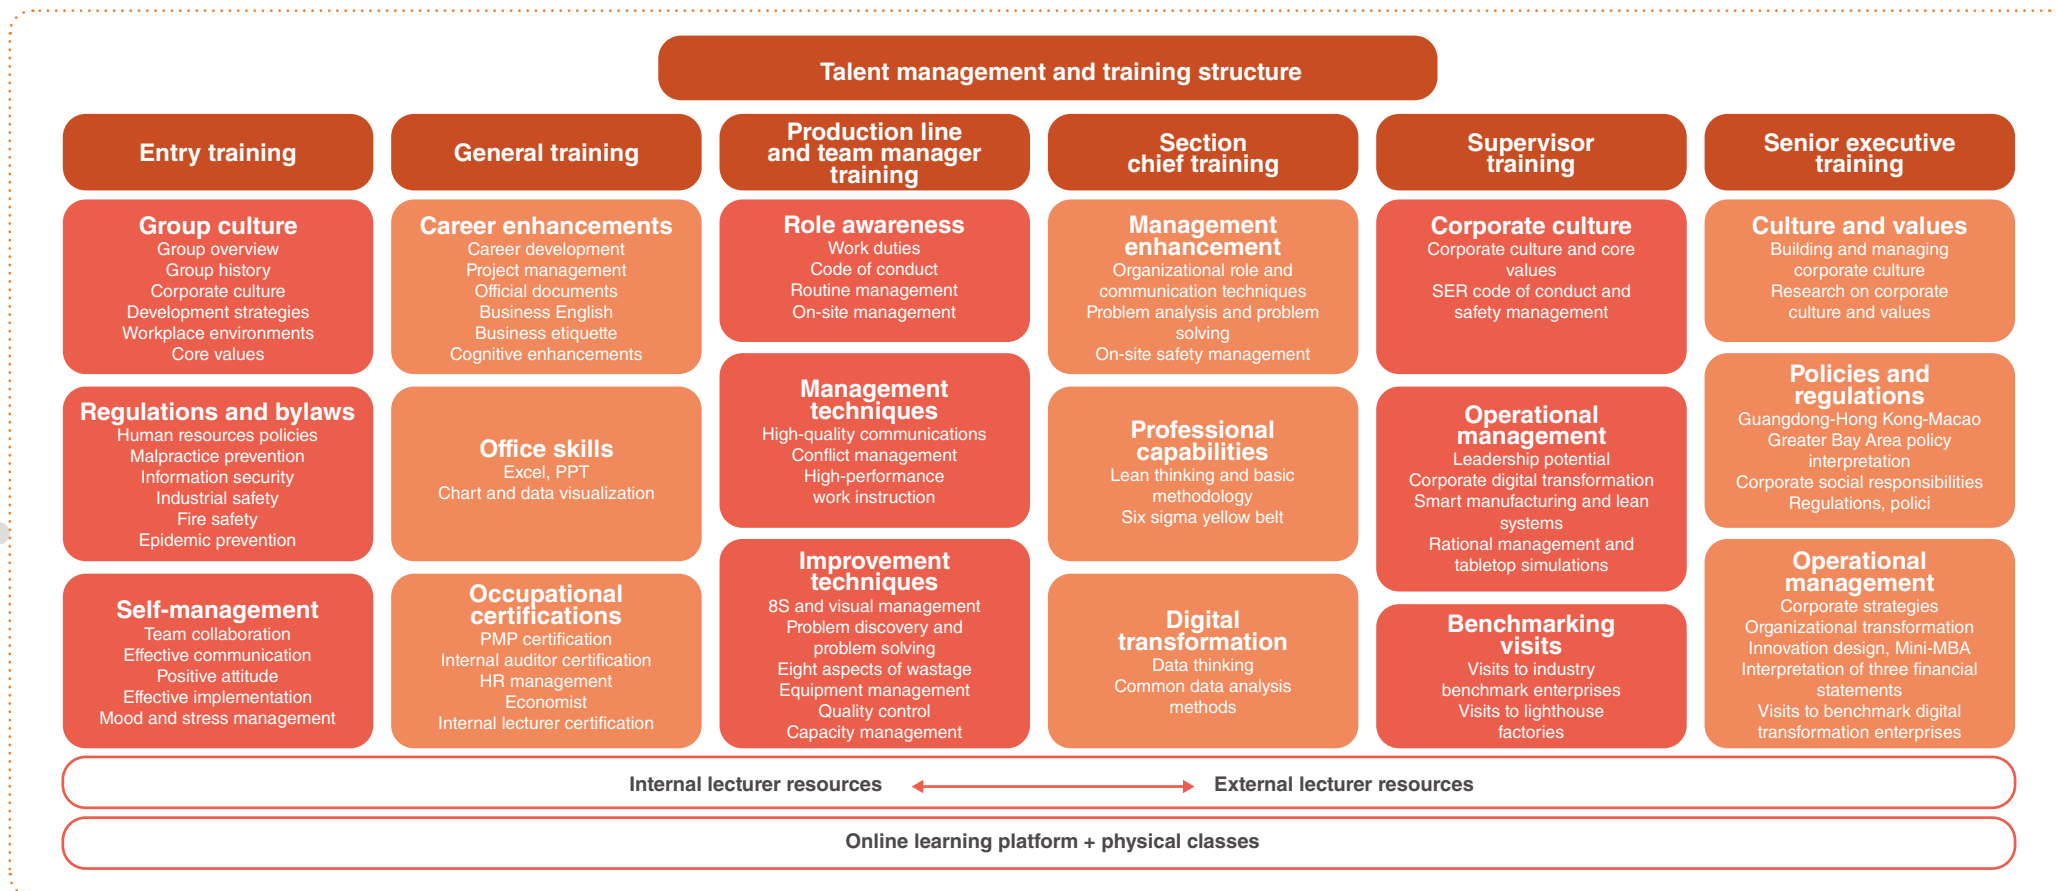 Talent management and training structure
Entry training
Group culture
Group overview
Group history
Corporate culture
Development strategies
Workplace environments
Core values
Regulations and bylaws
Human resources policies
Malpractice prevention
Information security
Industrial safety
Fire safety
Epidemic prevention
Self-management
Team collaboration
Effective communication
Positive attitude
Effective implementation
Mood and stress management
General training
Career enhancements
Career development
Project management
Official documents
Business English
Business etiquette
Cognitive enhancements
Office skills
Excel, PPT
Chart and data visualization
Occupational
certifications
PMP certification
Internal auditor certification
HR management
Economist
Internal lecturer certification
Production line
and team manager
training
Role awareness
Work duties
Code of conduct
Routine management
On-site management
Management
techniques
High-quality communications
Conflict management
High-performance
work instruction
Improvement
techniques
8S and visual management
Problem discovery and
problem solving
Eight aspects of wastage
Equipment management
Quality control
Capacity management
Section
chief training
Management
enhancement
Organizational role and
communication techniques
Problem analysis and problem
solving
On-site safety management
Professional
capabilities
Lean thinking and basic
methodology
Six sigma yellow belt
Digital
transformation
Data thinking
Common data analysis
methods
Supervisor
training
Corporate culture
Corporate culture and core
values
SER code of conduct and
safety management
Operational
management
Leadership potential
Corporate digital transformation
Smart manufacturing and lean
systems
Rational management and
tabletop simulations
Benchmarking
visits
Visits to industry
benchmark enterprises
Visits to lighthouse
factories
Senior executive
training
Culture and values
Building and managing
corporate culture
Research on corporate
culture and values
Policies and
regulations
Guangdong-Hong Kong-Macao
Greater Bay Area policy
interpretation
Corporate social responsibilities
Regulations, polici
Operational
management
Corporate strategies
Organizational transformation
Innovation design, Mini-MBA
Interpretation of three financial
statements
Visits to benchmark digital
transformation enterprises
Internal lecturer resources
External lecturer resources
Online learning platform + physical classes